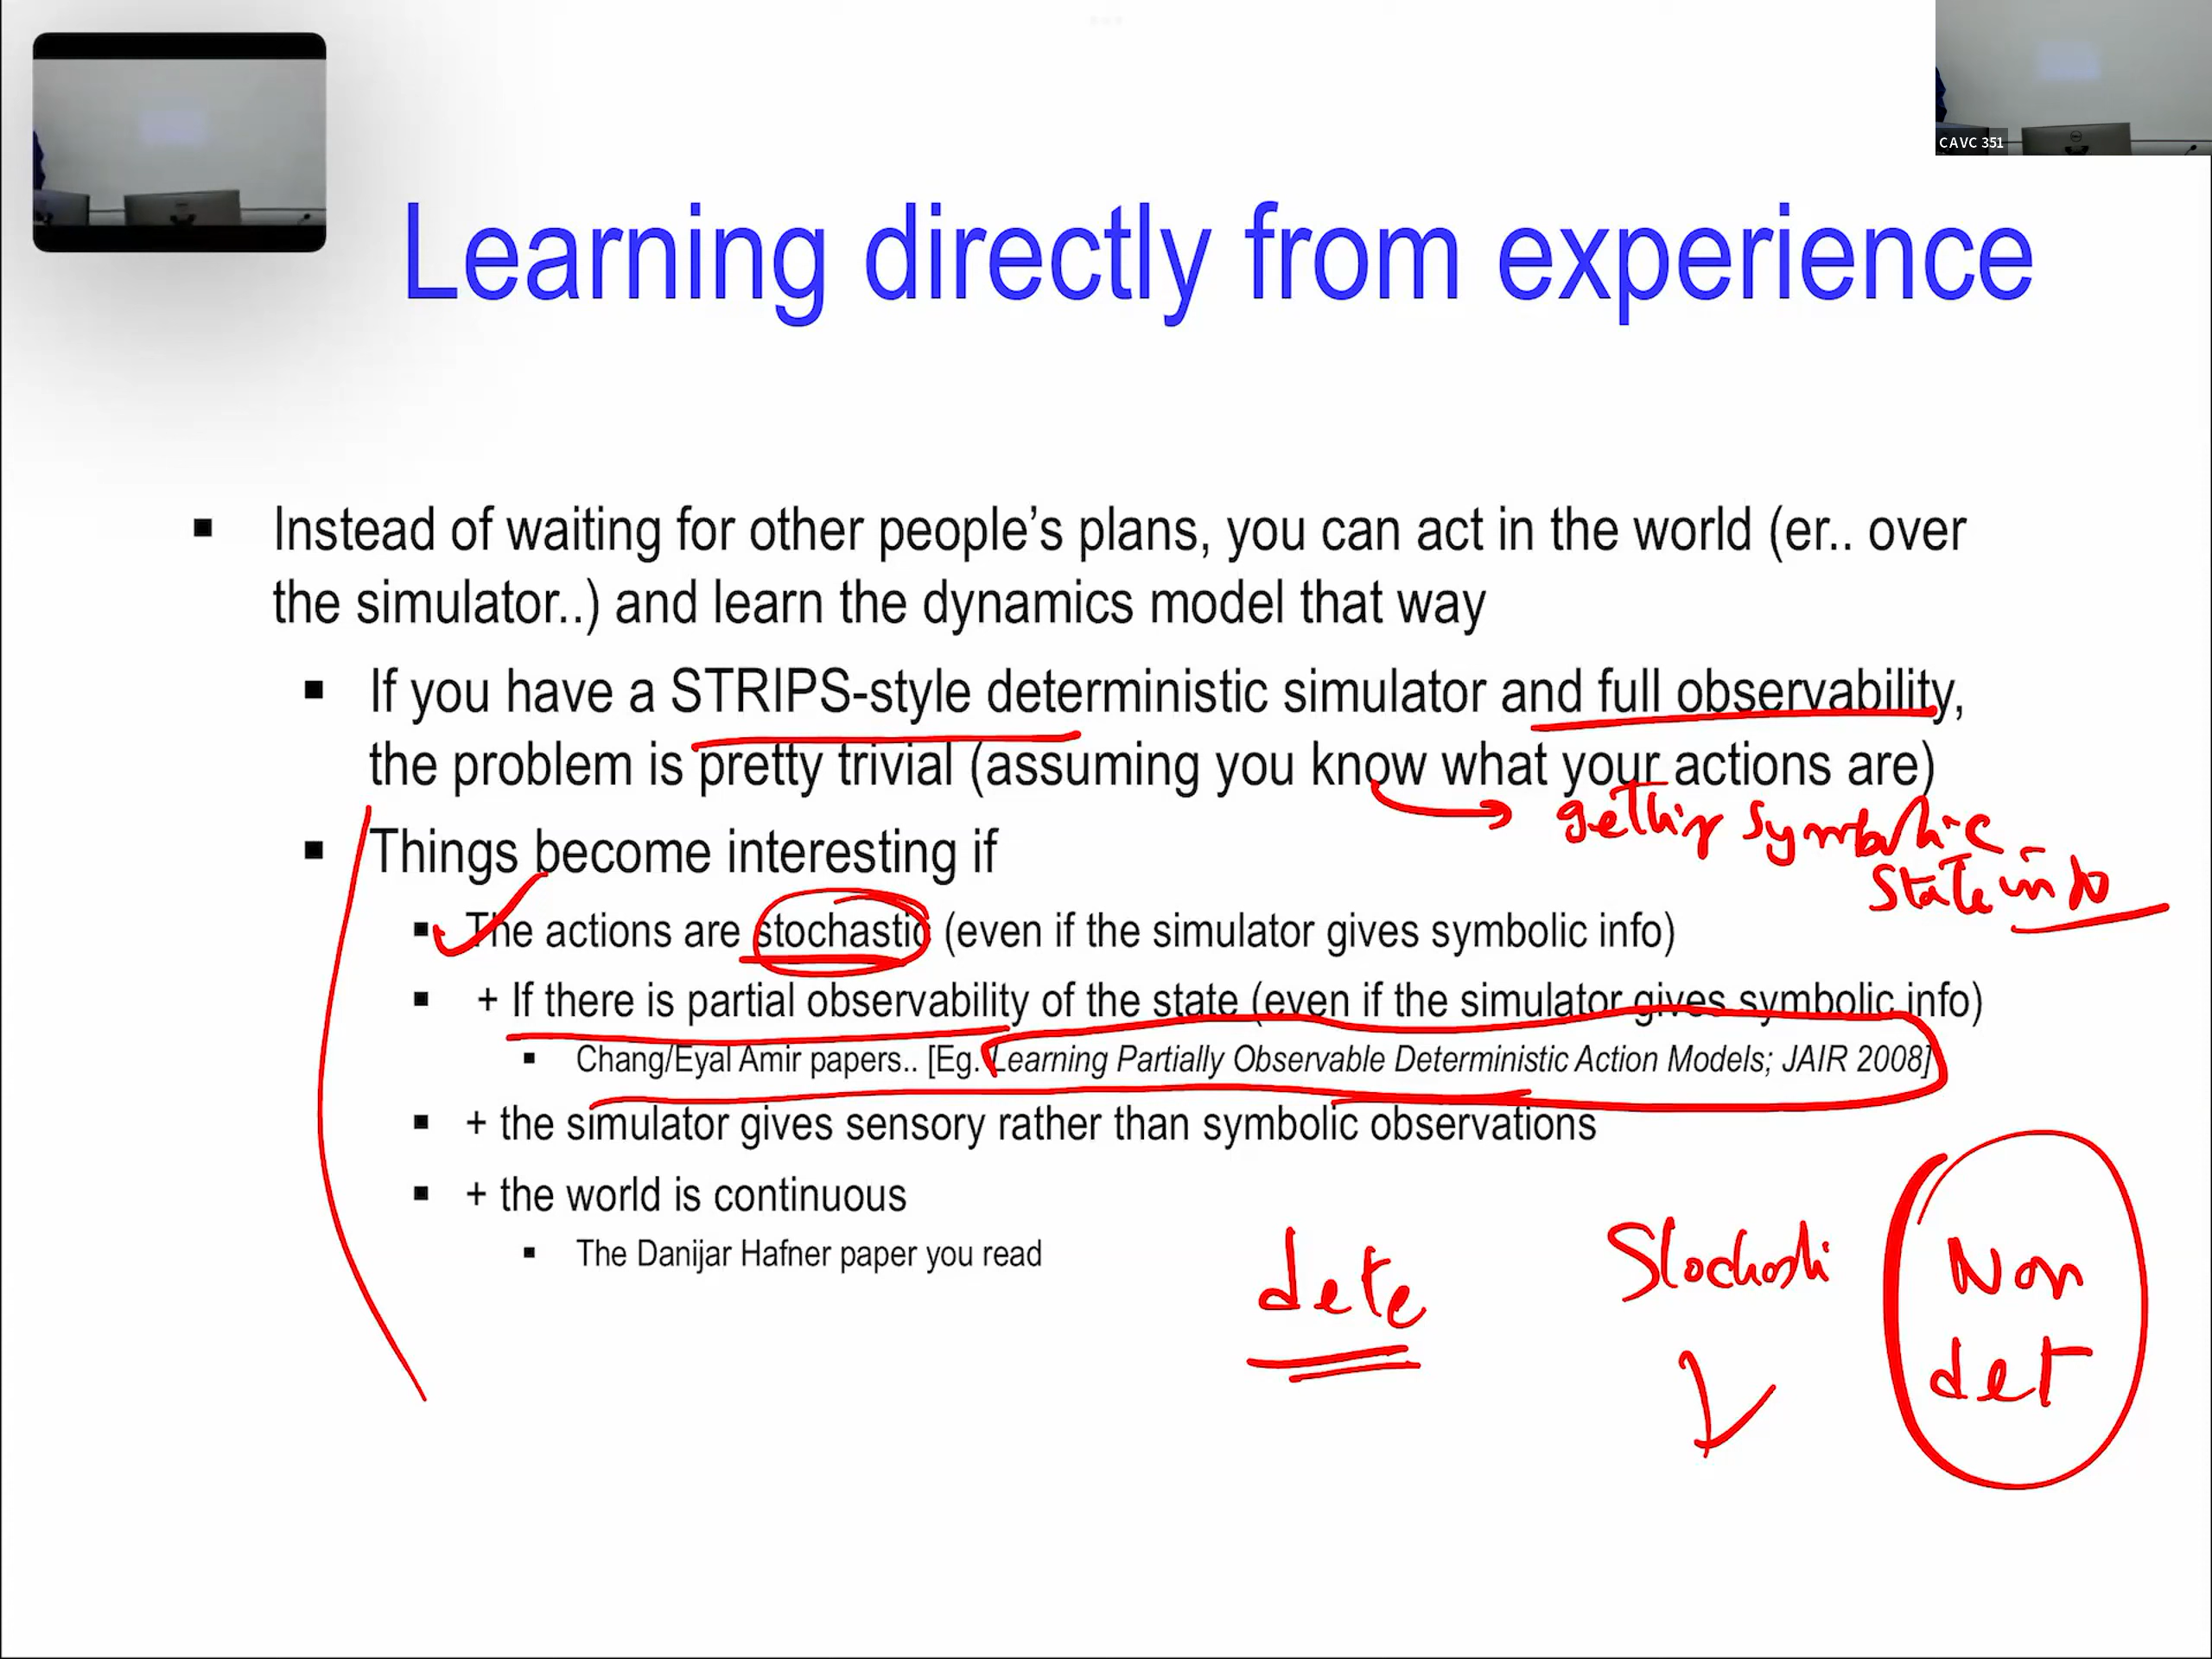 CAVC 351
Learning directly from experience
▪ Instead of waiting for other people’s plans, you can act in the world (er.. over
the simulator..) and learn the dynamics model that way
▪ If you have a STRIPS-style deterministic simulator and full observability,
the problem is pretty trivial (assuming you know what your actions are)
getting symbolic
state info
▪ Things become interesting if
▪ The actions are stochastic (even if the simulator gives symbolic info)
▪ + If there is partial observability of the state (even if the simulator gives symbolic info)
▪ Chang/Eyal Amir papers.. [Eg. Learning Partially Observable Deterministic Action Models; JAIR 2008]
▪ + the simulator gives sensory rather than symbolic observations
▪ + the world is continuous
▪ The Danijar Hafner paper you read
dete Stochasti Non
det